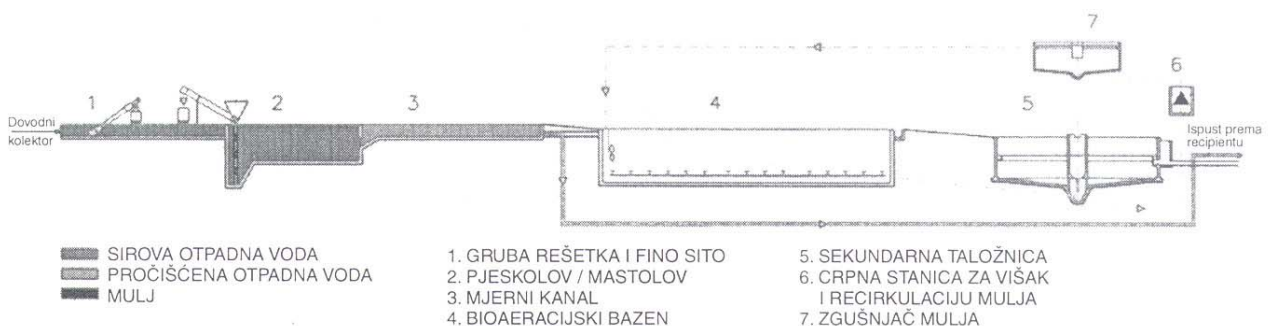 7
6
1
2
3
4
5
Dovodni
kolektor
Ispust prema
recipientu
SIROVA OTPADNA VODA
PROČIŠĆENA OTPADNA VODA
MULJ
1. GRUBA REŠETKA I FINO SITO
2. PJESKOLOV / MASTOLOV
3. MJERNI KANAL
4. BIOAERACIJSKI BAZEN
5. SEKUNDARNA TALOŽNICA
6. CRPNA STANICA ZA VIŠAK
I RECIRKULACIJU MULJA
7. ZGUŠNJAČ MULJA